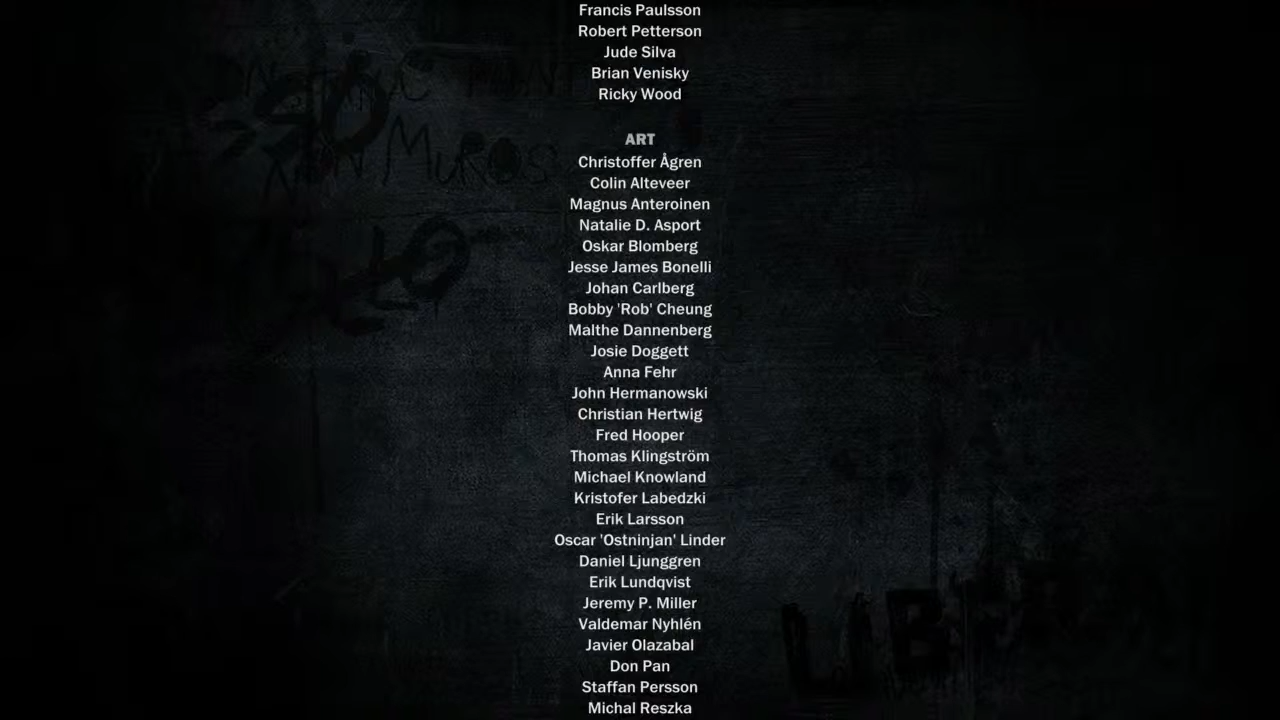 Francis Paulsson
Robert Petterson
Jude Silva
Brian Venisky
Ricky Wood
ART
Christoffer Ågren
Colin Alteveer
Magnus Anteroinen
Natalie D. Asport
Oskar Blomberg
Jesse James Bonelli
Johan Carlberg
Bobby 'Rob' Cheung
Malthe Dannenberg
Josie Doggett
Anna Fehr
John Hermanowski
Christian Hertwig
Fred Hooper
Thomas Klingström
Michael Knowland
Kristofer Labedzki
Erik Larsson
Oscar 'Ostninjan' Linder
Daniel Ljunggren
Erik Lundqvist
Jeremy P. Miller
Valdemar Nyhlén
Javier Olazabal
Don Pan
Staffan Persson
Michal Reszka
MUROS